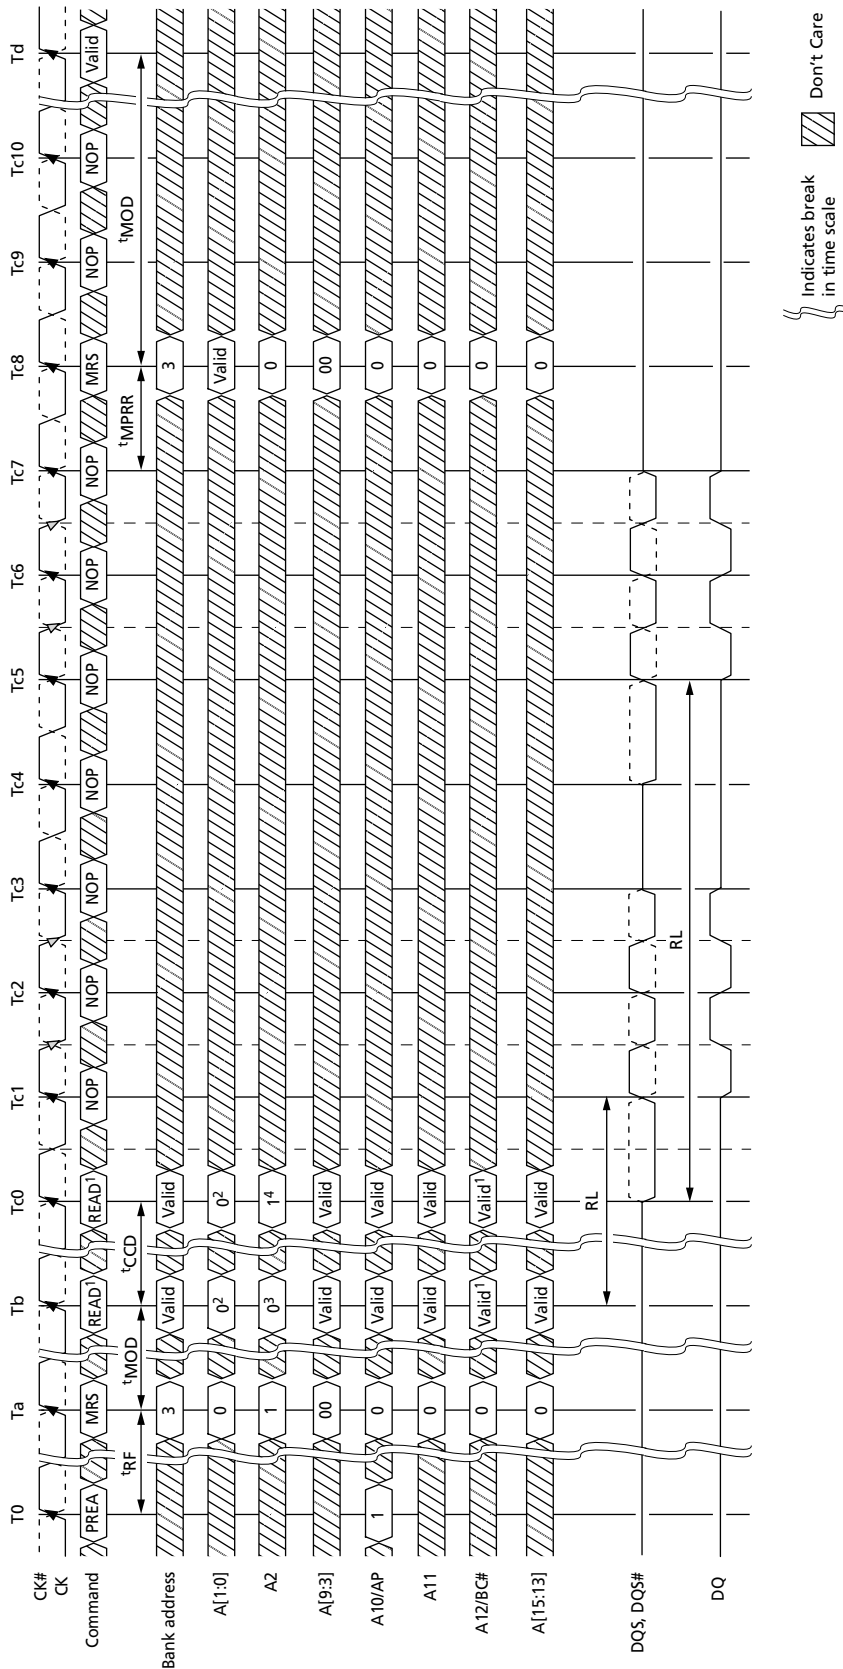 T0 Ta Tb Tc0 Tc1 Tc2 Tc3 Tc4 Tc5 Tc6 Tc7 Tc8 Tc9 Tc10 Td
CK#
CK
Command PREA MRS READ1 READ1 NOP NOP NOP NOP NOP NOP NOP MRS NOP NOP Valid
tRF tMOD tCCD tMPRR tMOD
Bank address 3 Valid Valid 3
A[1:0] 0 02 02 Valid
A2 1 03 14 0
A[9:3] 00 Valid Valid 00
A10/AP 1 0 Valid Valid 0
A11 0 Valid Valid 0
A12/BC# 0 Valid1 Valid1 0
A[15:13] 0 Valid Valid 0
RL
DQS, DQS#
RL
DQ
Indicates break
in time scale
Don't Care